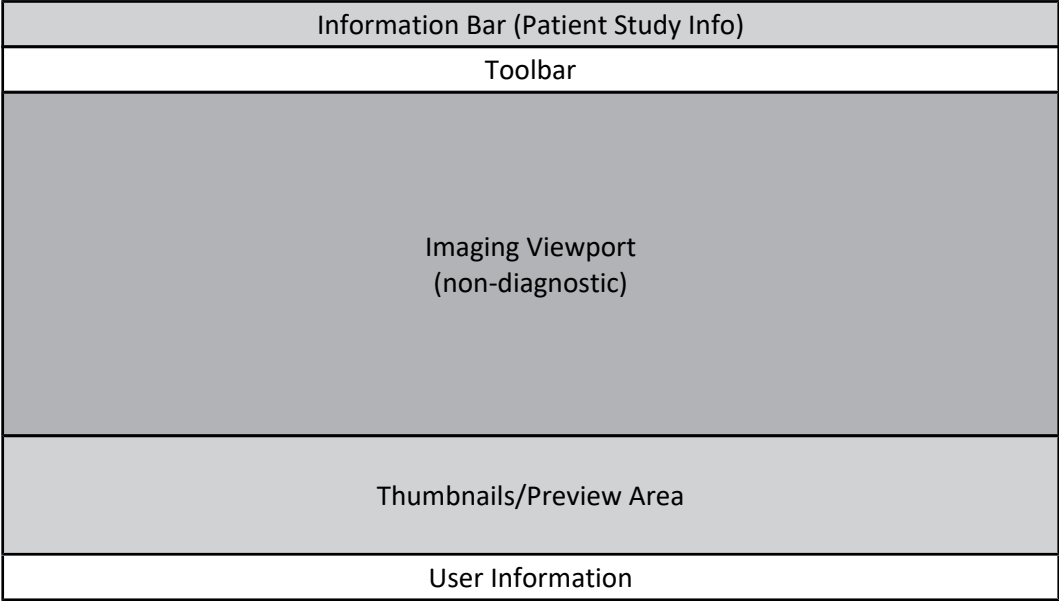 Information Bar (Patient Study Info)
Toolbar
Imaging Viewport
(non-diagnostic)
Thumbnails/Preview Area
User Information